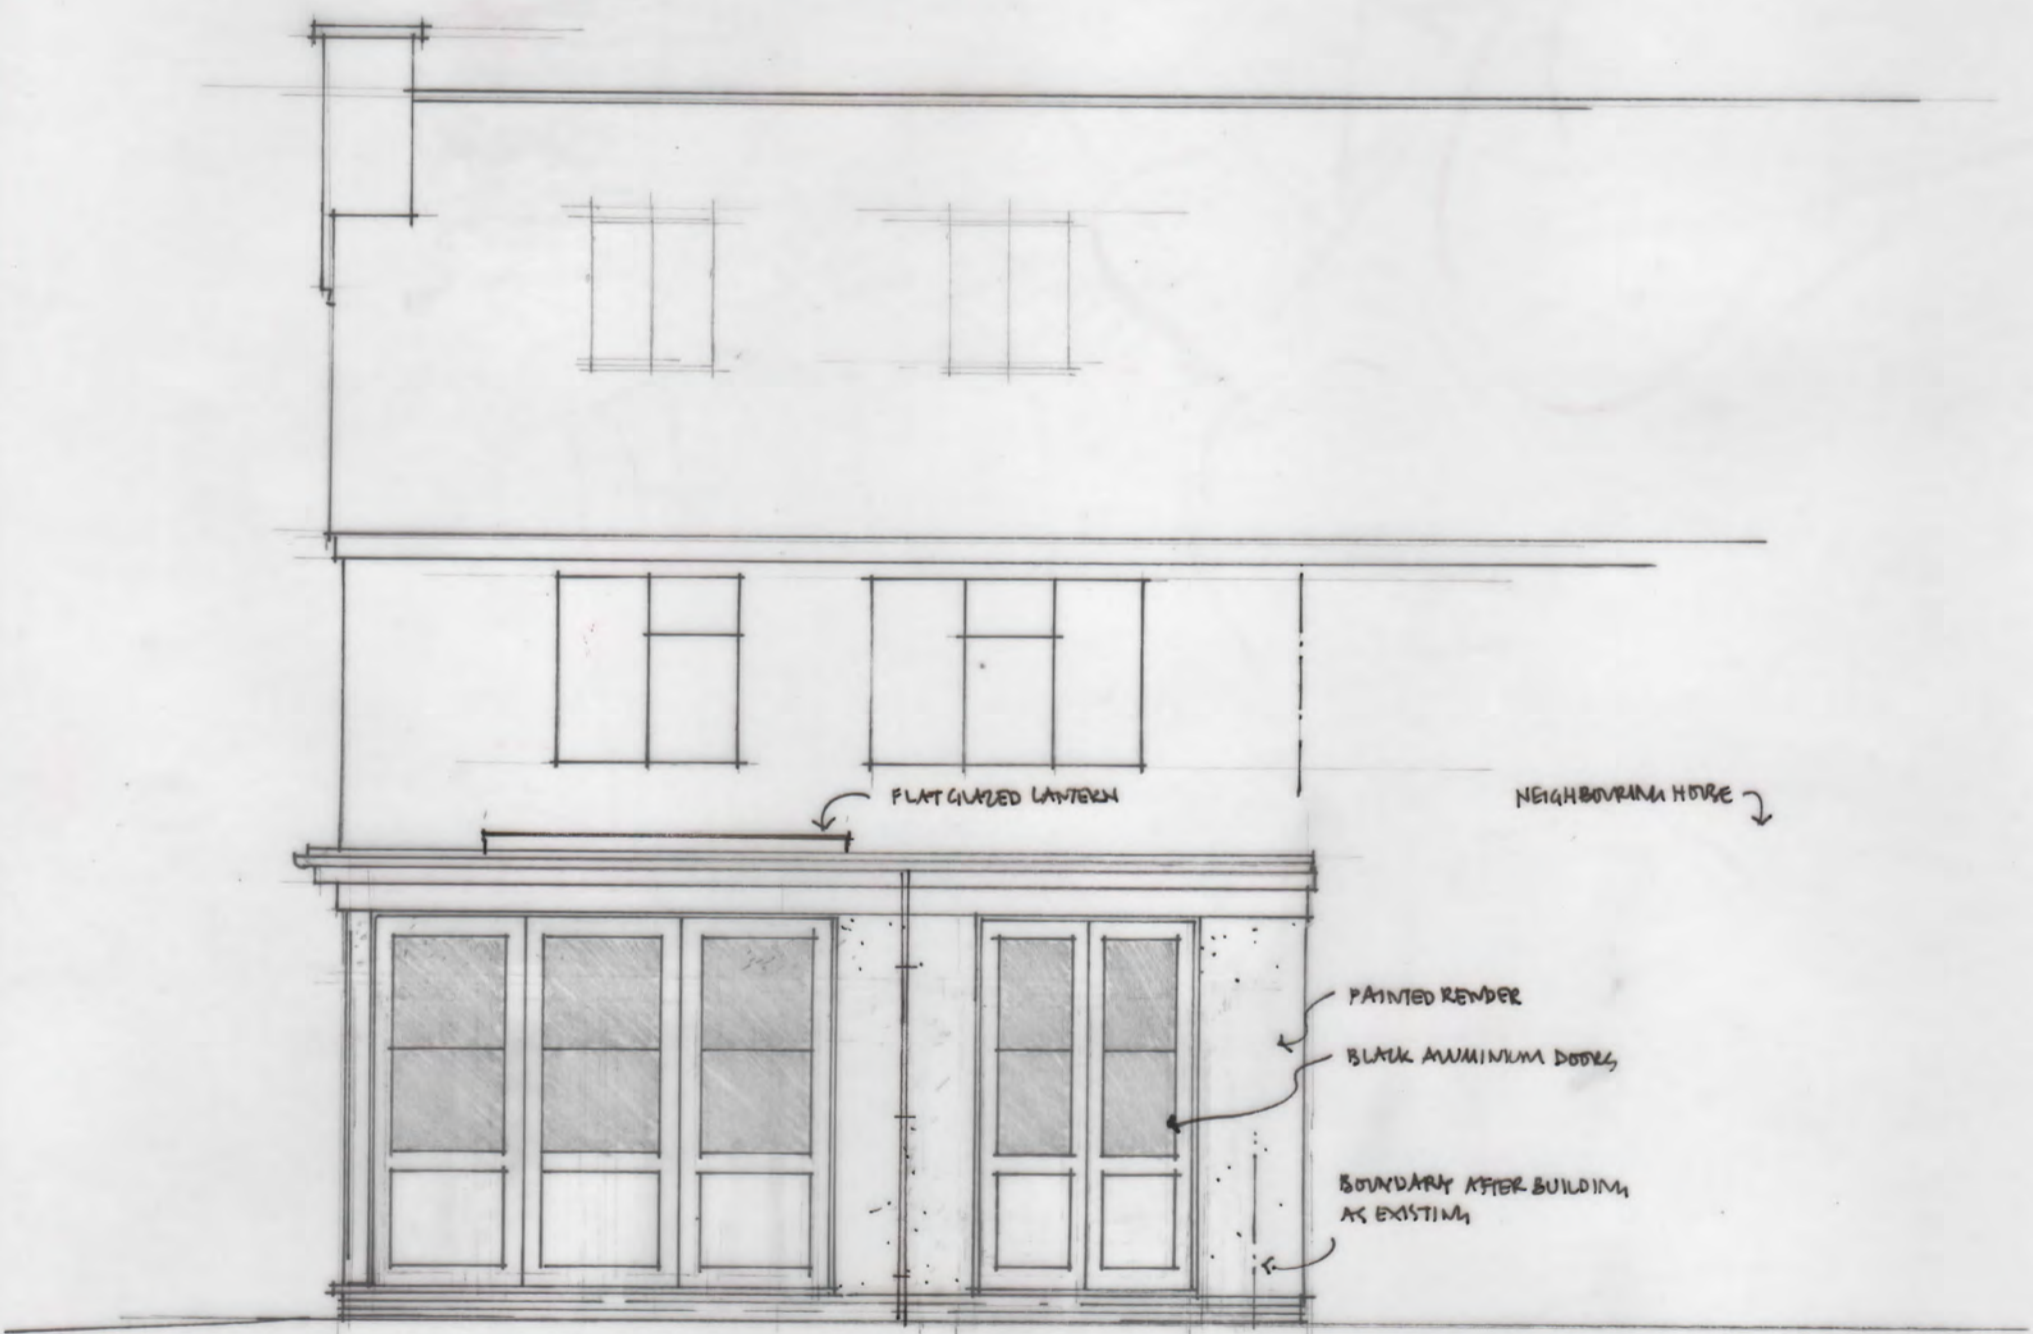 FLAT GLAZED LANTERN
NEIGHBOURING HOUSE
PAINTED RENDER
BLACK ALUMINIUM DOORS
BOUNDARY AFTER BUILDING
AS EXISTING